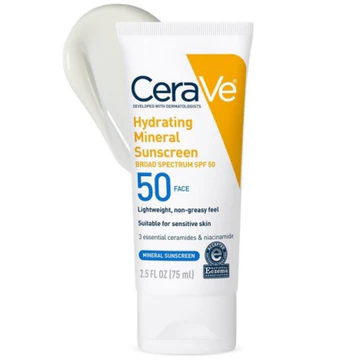 CeraVe
DEVELOPED WITH DERMATOLOGISTS
Hydrating
Mineral
Sunscreen
BROAD SPECTRUM SPF 50
50 FACE
Lightweight, non-greasy feel
Suitable for sensitive skin
3 essential ceramides & niacinamide
MINERAL SUNSCREEN
2.5 FL OZ (75 ml)
Eczema